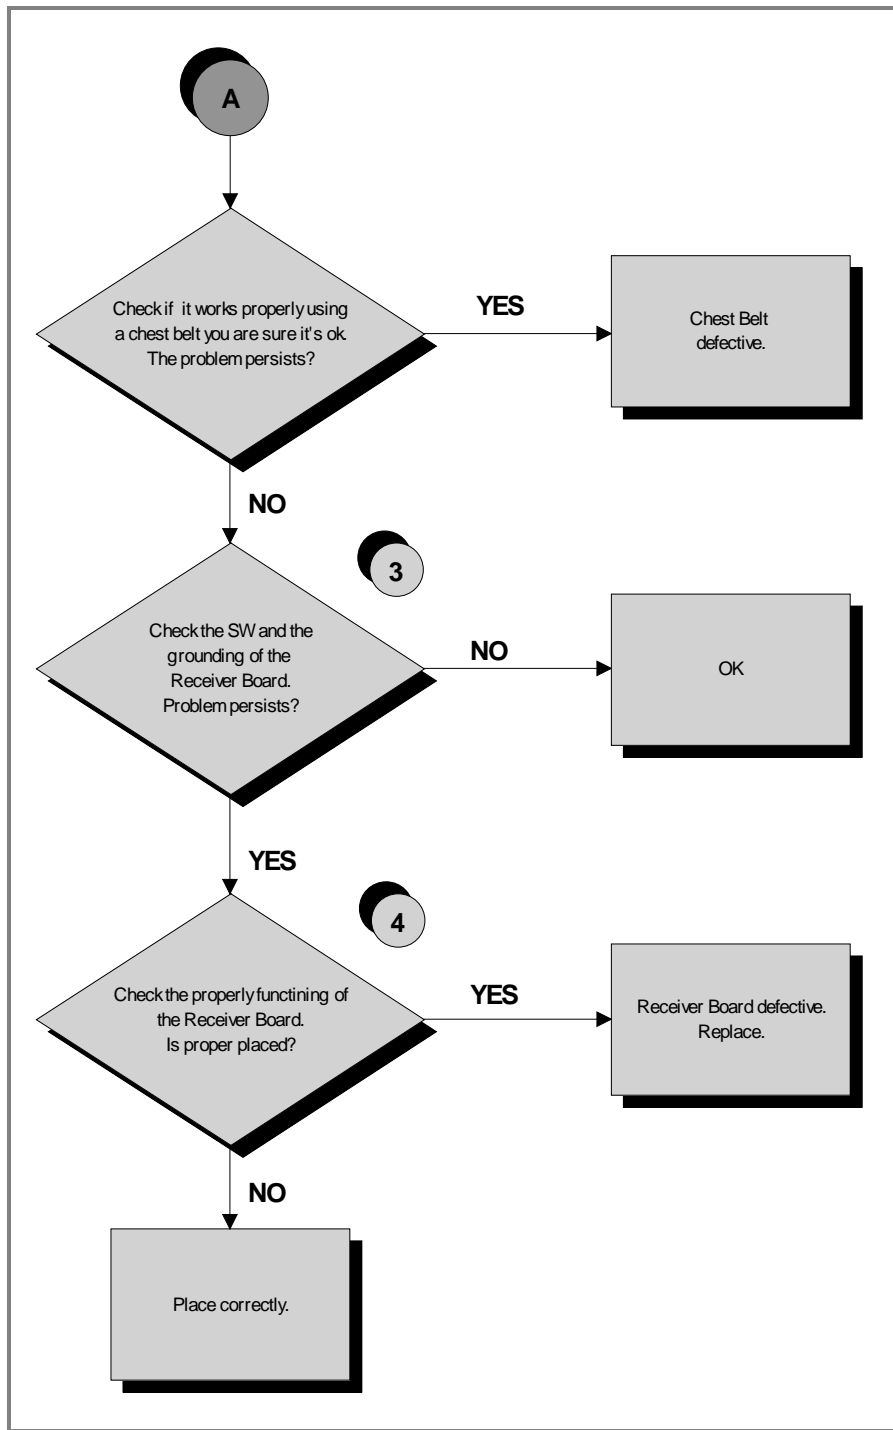 A
Check if it works properly using
a chest belt you are sure it's ok.
The problem persists?
YES
Chest Belt
defective.
NO
3
Check the SW and the
grounding of the
Receiver Board.
Problem persists?
NO
OK
YES
4
Check the properly functining of
the Receiver Board.
Is proper placed?
YES
Receiver Board defective.
Replace.
NO
Place correctly.